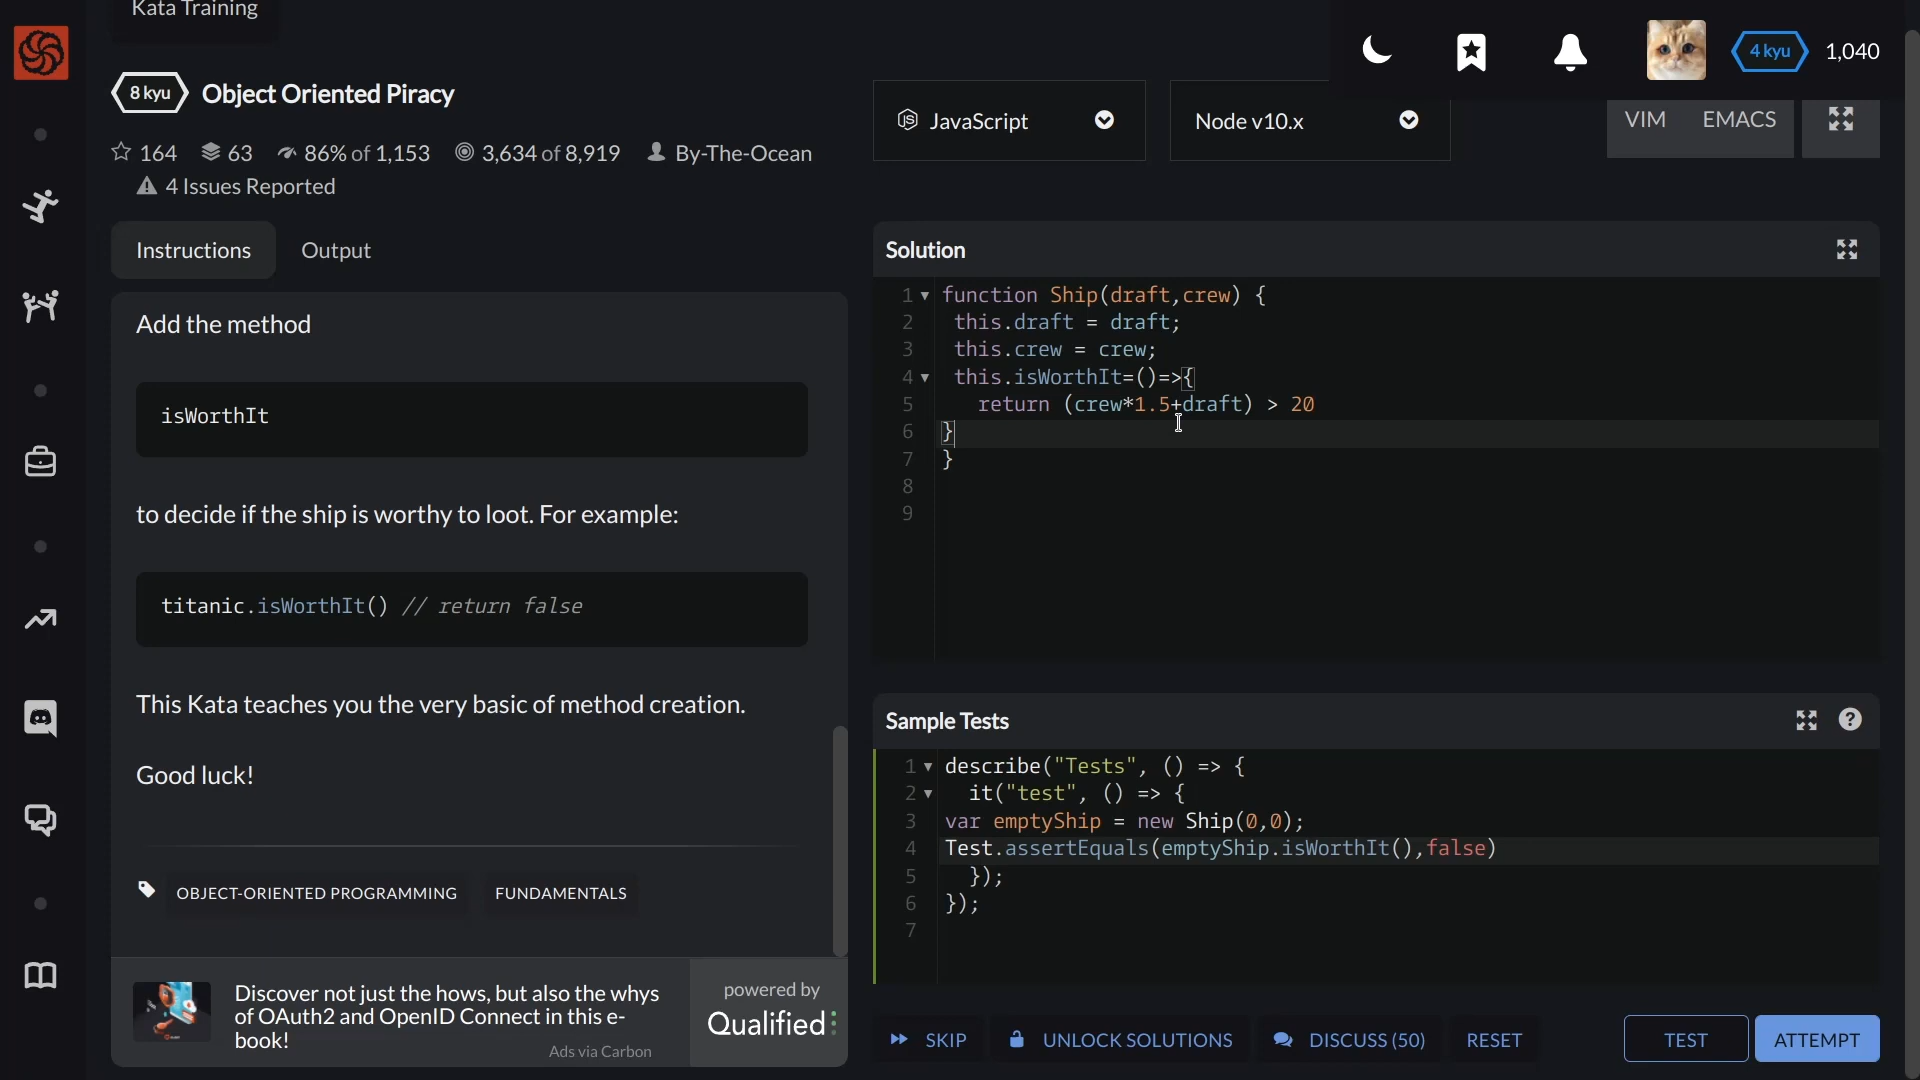 Kata Training
4 kyu 1,040
8 kyu Object Oriented Piracy
164 63 86% of 1,153 3,634 of 8,919 By-The-Ocean
4 Issues Reported
JavaScript
Node v10.x
VIM EMACS
Instructions Output
Add the method
isWorthIt
to decide if the ship is worthy to loot. For example:
titanic.isWorthIt() // return false
This Kata teaches you the very basic of method creation.
Good luck!
OBJECT-ORIENTED PROGRAMMING FUNDAMENTALS
Discover not just the hows, but also the whys
of OAuth2 and OpenID Connect in this e-
book!
Ads via Carbon
powered by
Qualified
Solution
1 function Ship(draft,crew) {
2 this.draft = draft;
3 this.crew = crew;
4 this.isWorthIt=()=>{
5 return (crew*1.5+draft) > 20
6 }
7 }
8
9
Sample Tests
1 describe("Tests", () => {
2 it("test", () => {
3 var emptyShip = new Ship(0,0);
4 Test.assertEquals(emptyShip.isWorthIt(),false)
5 });
6 });
7
SKIP UNLOCK SOLUTIONS DISCUSS (50) RESET TEST ATTEMPT